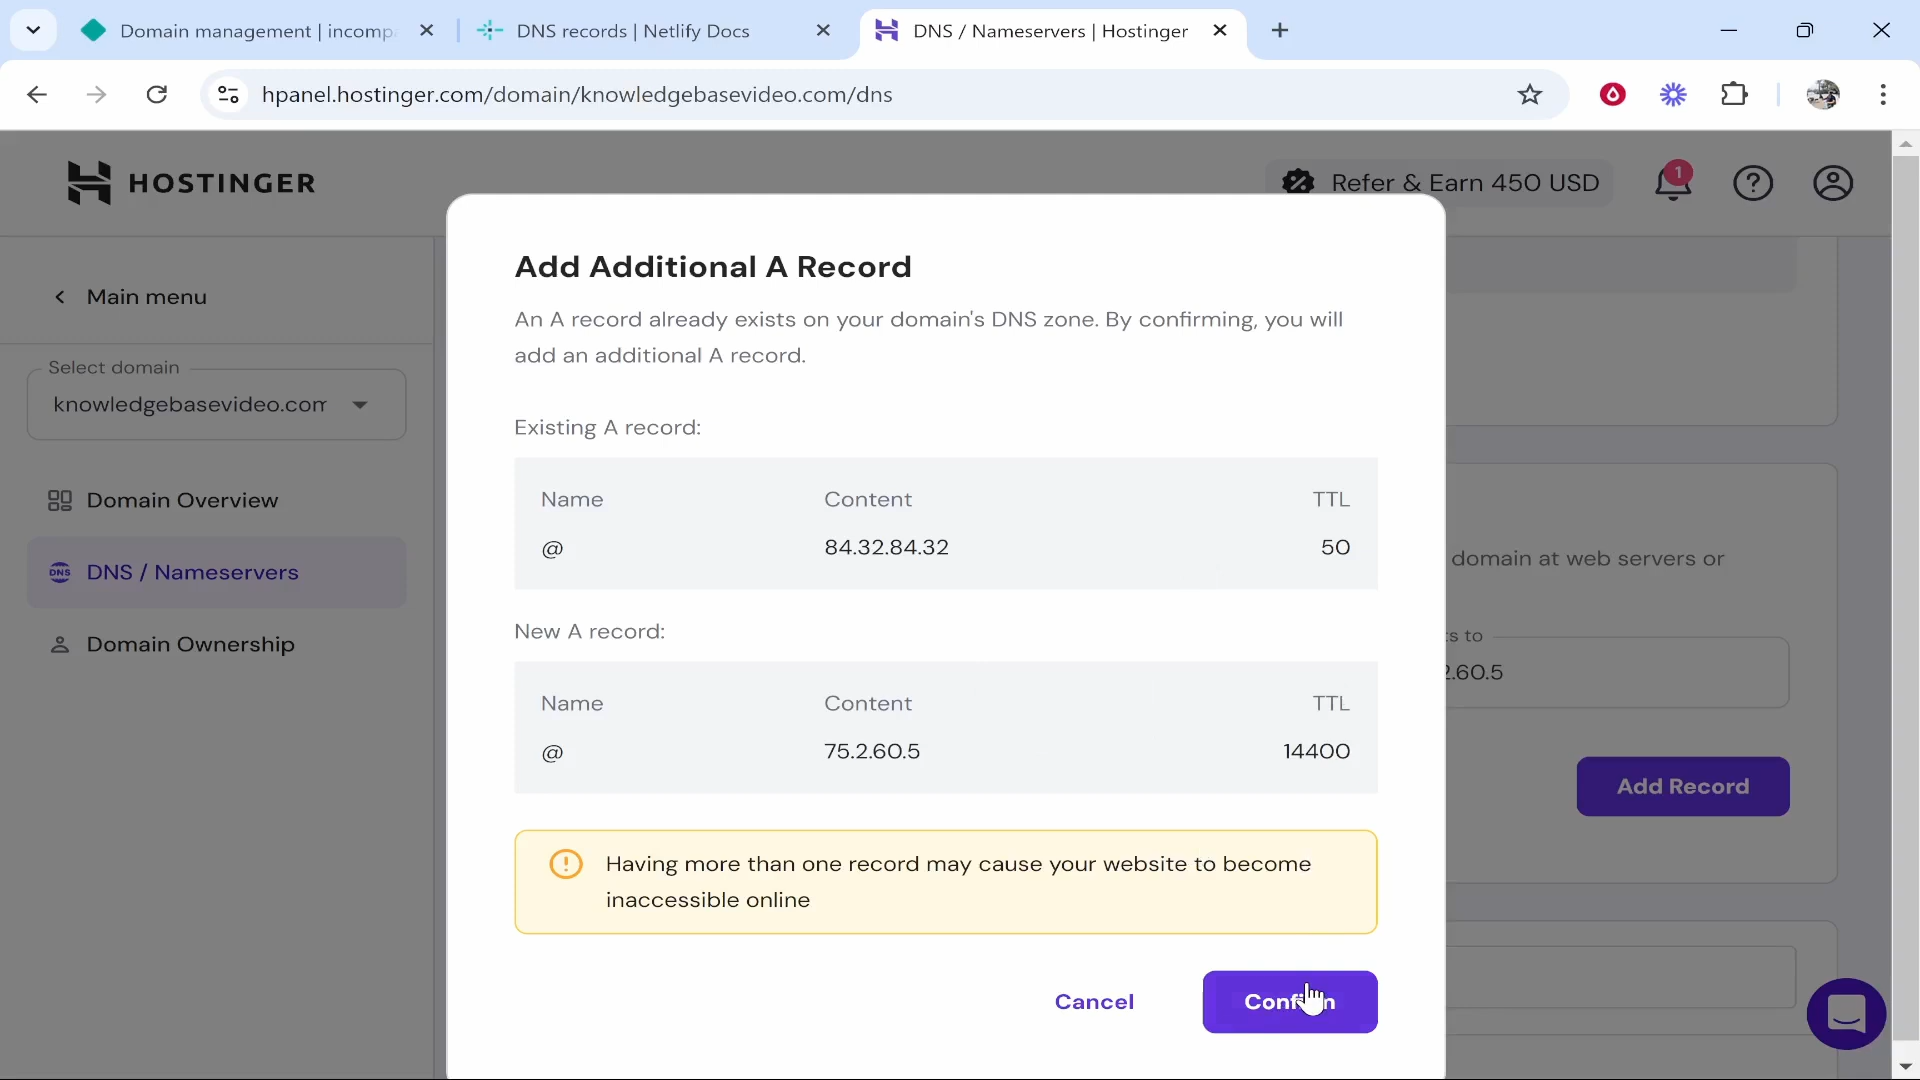 Domain management | incomp
DNS records | Netlify Docs
DNS / Nameservers | Hostinger
hpanel.hostinger.com/domain/knowledgebasevideo.com/dns
HOSTINGER
Refer & Earn 450 USD
1
Main menu
Select domain
knowledgebasevideo.com
Domain Overview
DNS
DNS / Nameservers
Domain Ownership
Add Additional A Record
An A record already exists on your domain's DNS zone. By confirming, you will
add an additional A record.
Existing A record:
Name Content TTL
@ 84.32.84.32 50
New A record:
Name Content TTL
@ 75.2.60.5 14400
Having more than one record may cause your website to become
inaccessible online
Cancel
Confirm
domain at web servers or
s to
2.60.5
Add Record